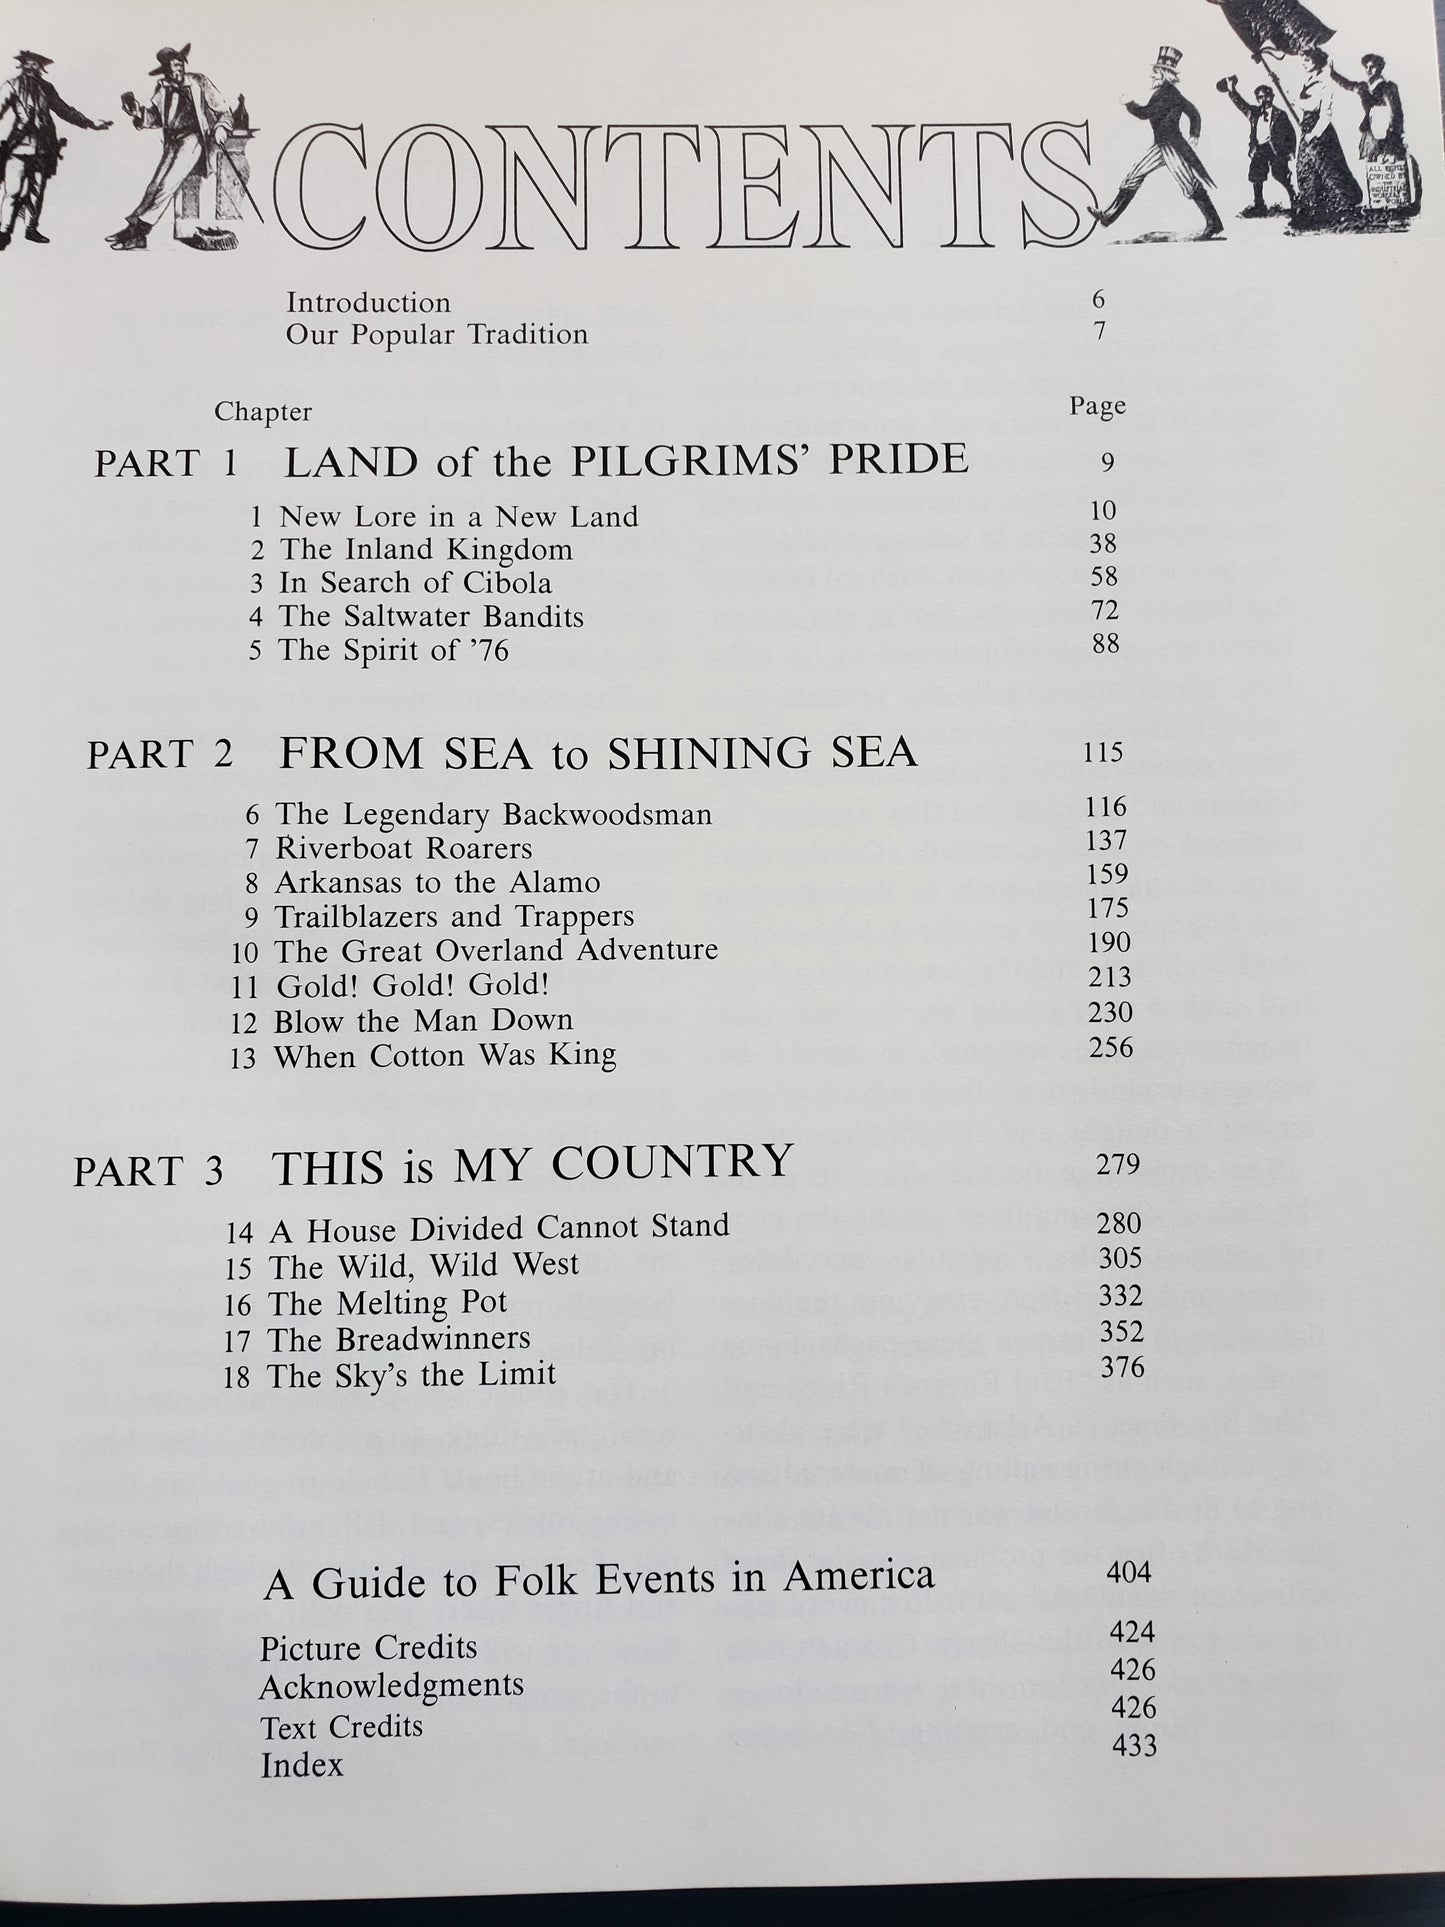 CONTENTS
Introduction 6
Our Popular Tradition 7
Chapter Page
PART 1 LAND of the PILGRIMS' PRIDE 9
1 New Lore in a New Land 10
2 The Inland Kingdom 38
3 In Search of Cibola 58
4 The Saltwater Bandits 72
5 The Spirit of ’76 88
PART 2 FROM SEA to SHINING SEA 115
6 The Legendary Backwoodsman 116
7 Riverboat Roarers 137
8 Arkansas to the Alamo 159
9 Trailblazers and Trappers 175
10 The Great Overland Adventure 190
11 Gold! Gold! Gold! 213
12 Blow the Man Down 230
13 When Cotton Was King 256
PART 3 THIS is MY COUNTRY 279
14 A House Divided Cannot Stand 280
15 The Wild, Wild West 305
16 The Melting Pot 332
17 The Breadwinners 352
18 The Sky’s the Limit 376
A Guide to Folk Events in America 404
Picture Credits 424
Acknowledgments 426
Text Credits 426
Index 433